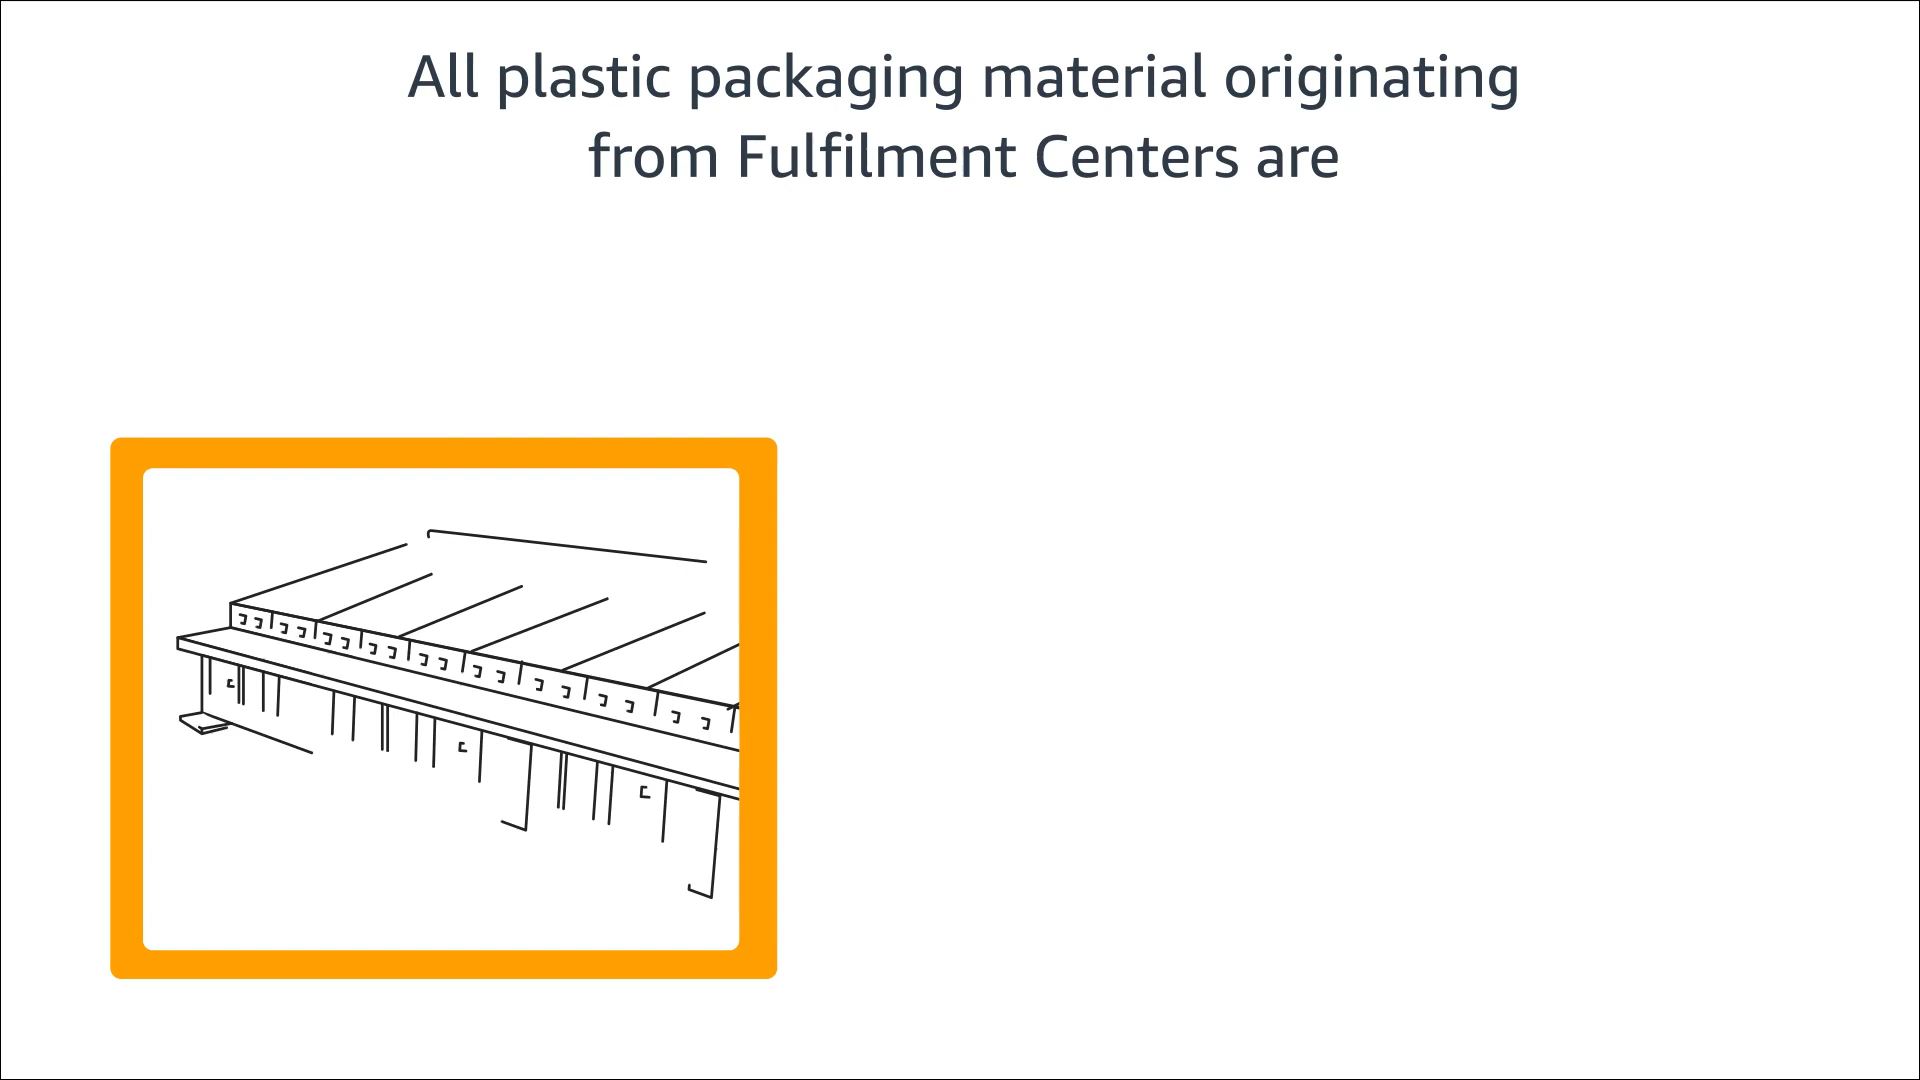 All plastic packaging material originating
from Fulfilment Centers are